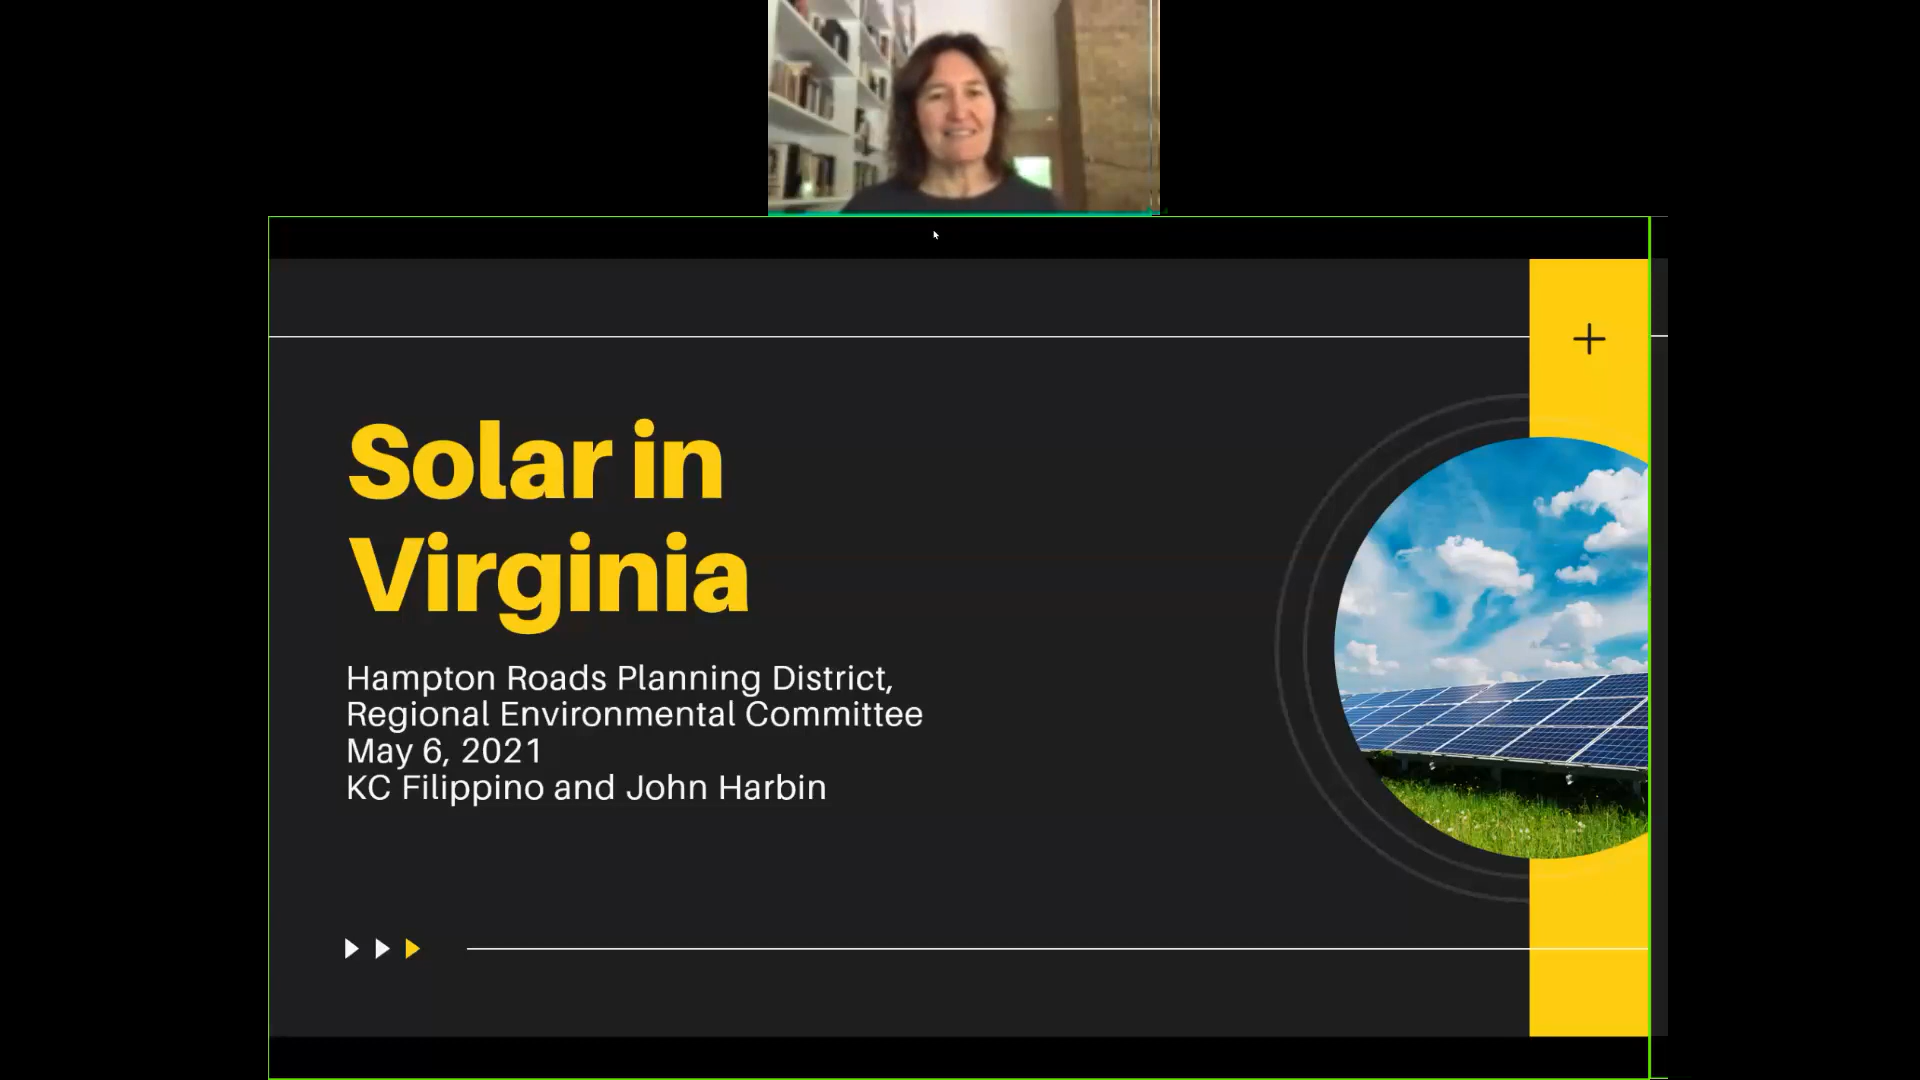 Solar in
Virginia
Hampton Roads Planning District,
Regional Environmental Committee
May 6, 2021
KC Filippino and John Harbin